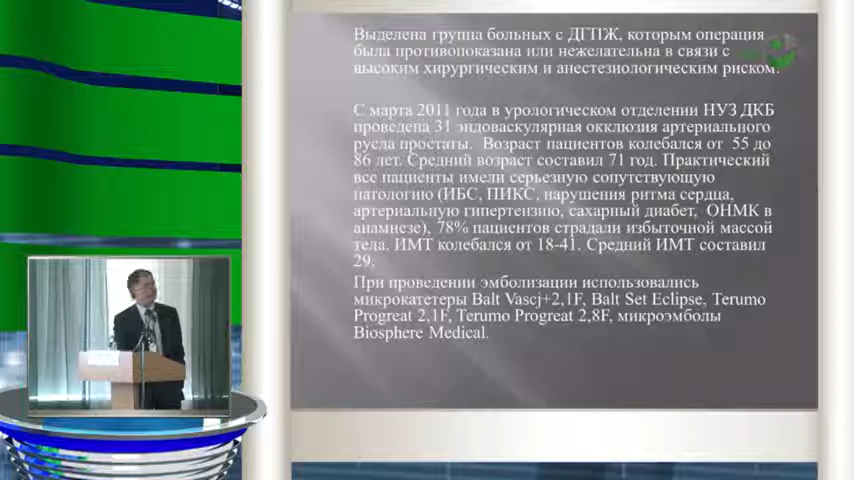 Выделена группа больных с ДГПЖ, которым операция
была противопоказана или нежелательна в связи с
высоким хирургическим и анестезиологическим риском.
С марта 2011 года в урологическом отделении НУЗ ДКБ
проведена 31 эндоваскулярная окклюзия артериального
русла простаты. Возраст пациентов колебался от 55 до
86 лет. Средний возраст составил 71 год. Практический
все пациенты имели серьезную сопутствующую
патологию (ИБС, ПИКС, нарушения ритма сердца,
артериальную гипертензию, сахарный диабет, ОНМК в
анамнезе), 78% пациентов страдали избыточной массой
тела. ИМТ колебался от 18-41. Средний ИМТ составил
29.
При проведении эмболизации использовались
микрокатетеры Balt Vascj+2,1F, Balt Set Eclipse, Terumo
Progreat 2,1F, Terumo Progreat 2,8F, микроэмболы
Biosphere Medical.